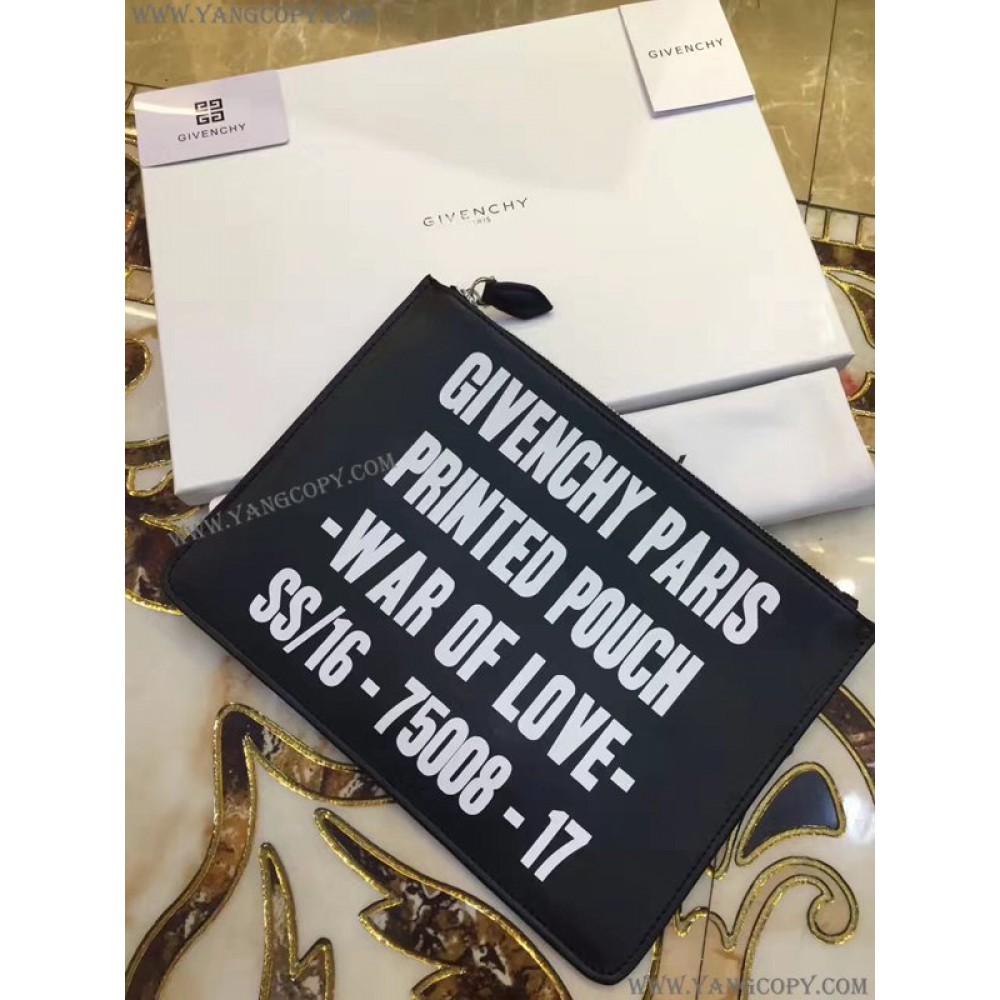 WWW.YANGCOPY.COM
GIVENCHY
GIVENCHY
GIVENCHY
PARIS
WWW.YANGCOPY.COM
GIVENCHY PARIS
PRINTED POUCH
-WAR OF LOVE-
SS/16 - 75008 - 17
WWW.YANGCOPY.COM